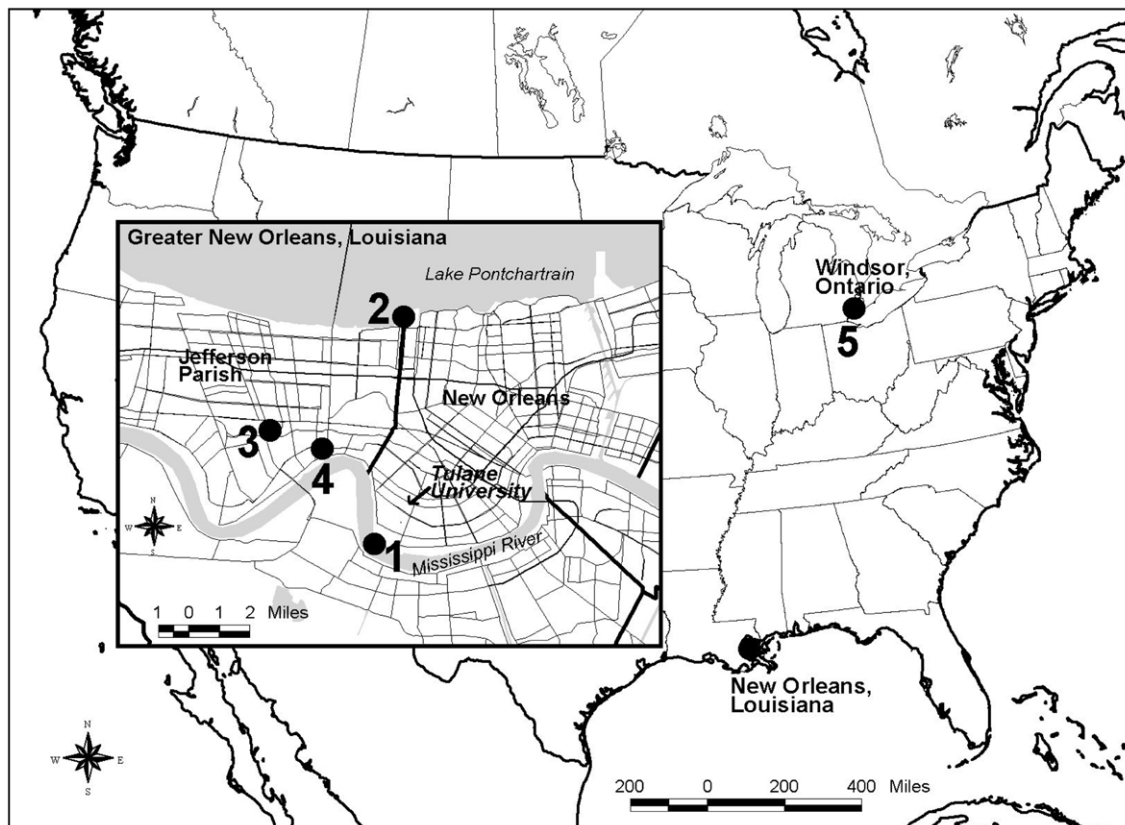 Greater New Orleans, Louisiana
Lake Pontchartrain
2
Jefferson
Parish
New Orleans
3
4
Tulane
University
N
W E
S
1
Mississippi River
1 0 1 2 Miles
Windsor,
Ontario
5
New Orleans,
Louisiana
N
W E
S
200 0 200 400 Miles